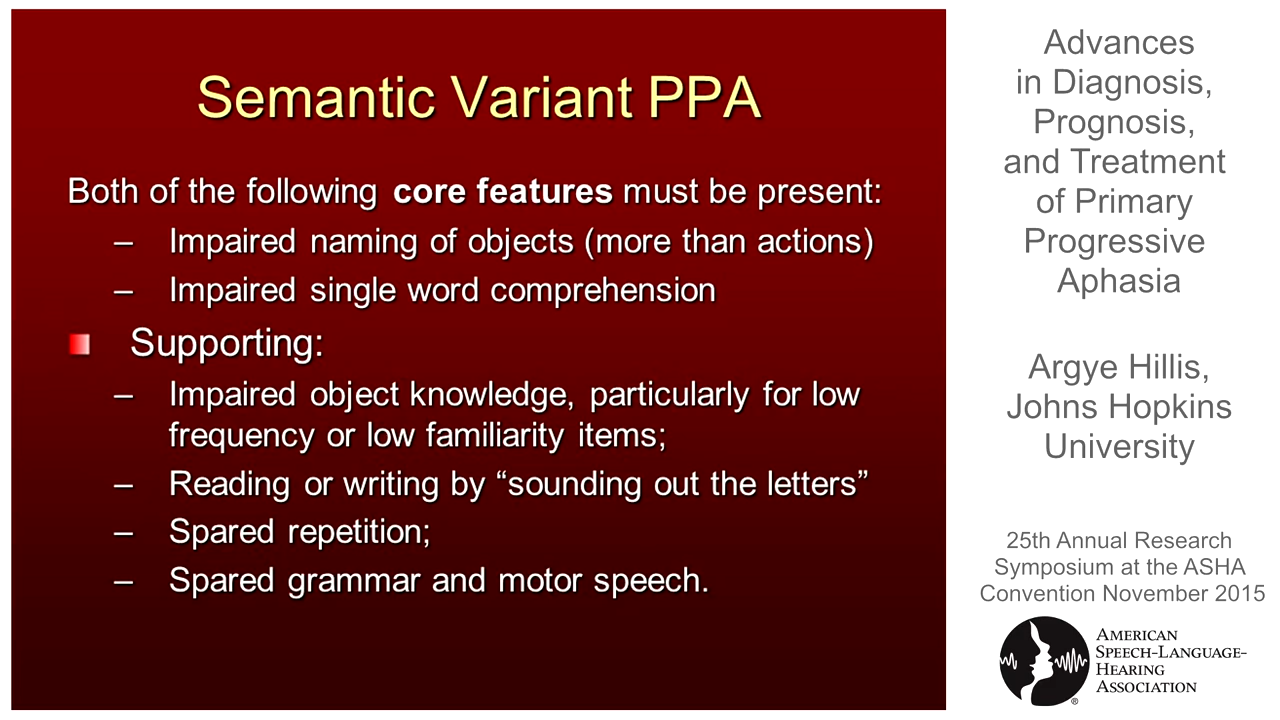 Semantic Variant PPA
Both of the following core features must be present:
– Impaired naming of objects (more than actions)
– Impaired single word comprehension
Supporting:
– Impaired object knowledge, particularly for low
frequency or low familiarity items;
– Reading or writing by “sounding out the letters”
– Spared repetition;
– Spared grammar and motor speech.
Advances
in Diagnosis,
Prognosis,
and Treatment
of Primary
Progressive
Aphasia
Argye Hillis,
Johns Hopkins
University
25th Annual Research
Symposium at the ASHA
Convention November 2015
American
Speech-Language-
Hearing
Association
®